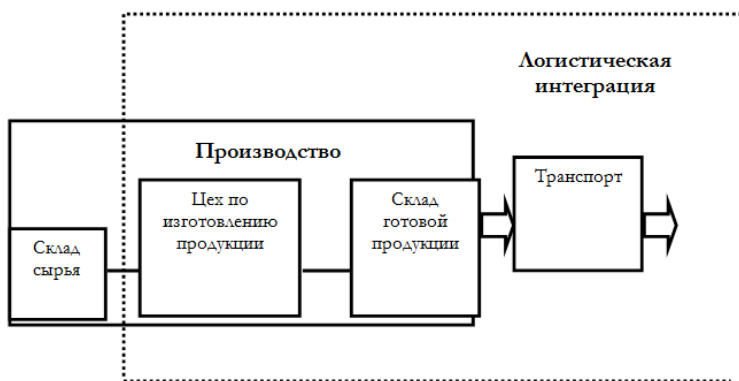 Логистическая
интеграция
Производство
Склад
сырья
Цех по
изготовлению
продукции
Склад
готовой
продукции
Транспорт